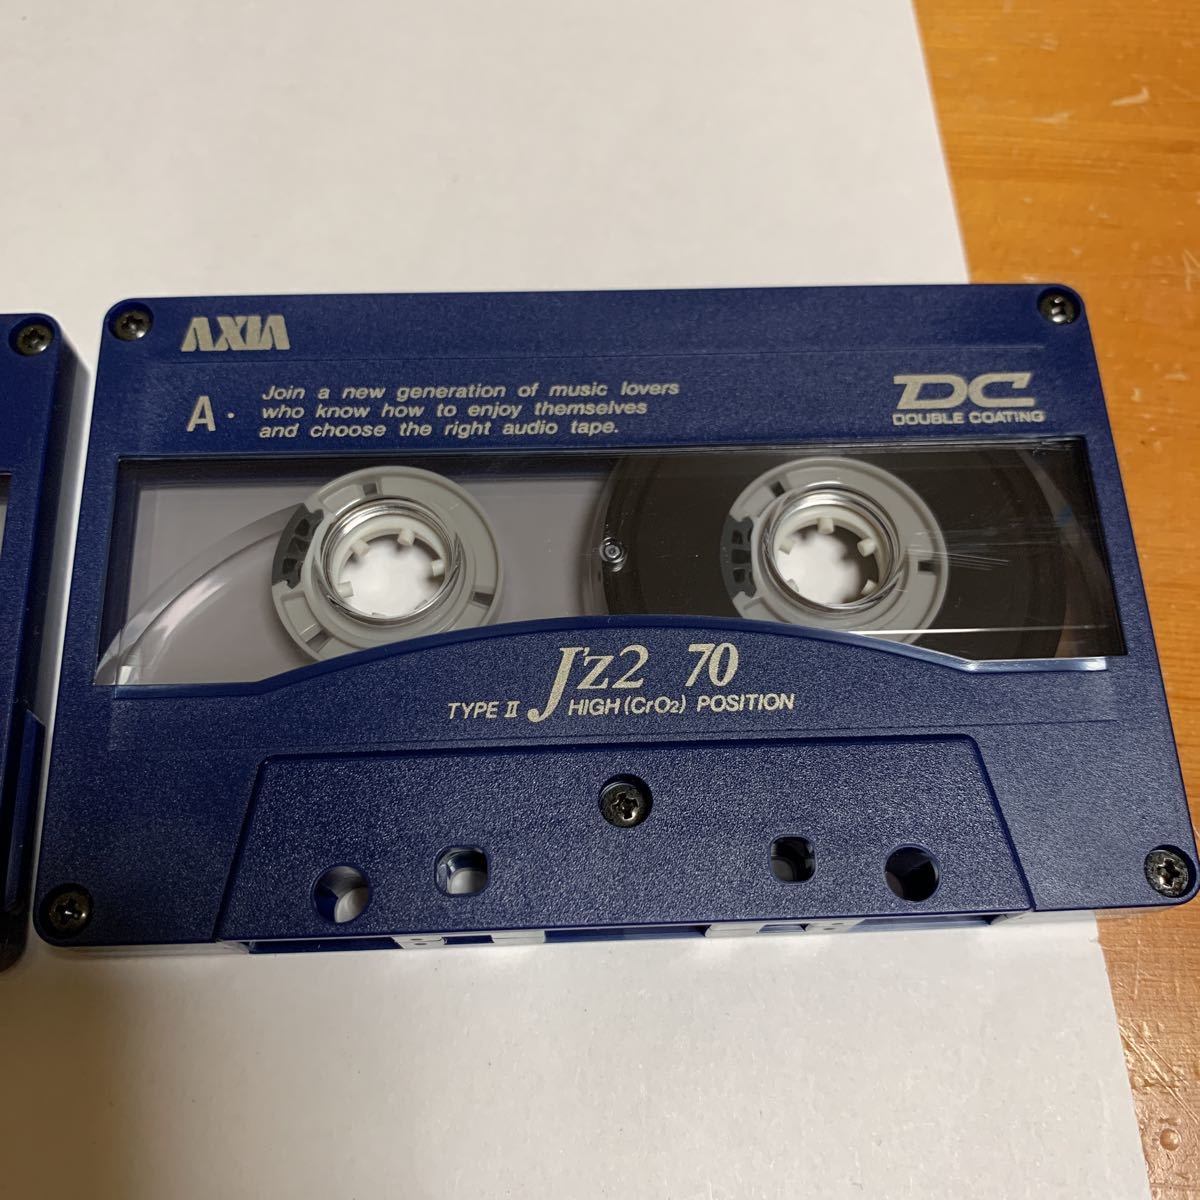 AXIA
A.
Join a new generation of music lovers
who know how to enjoy themselves
and choose the right audio tape.
DC
DOUBLE COATING
J'z2 70
TYPE II HIGH (CrO2) POSITION